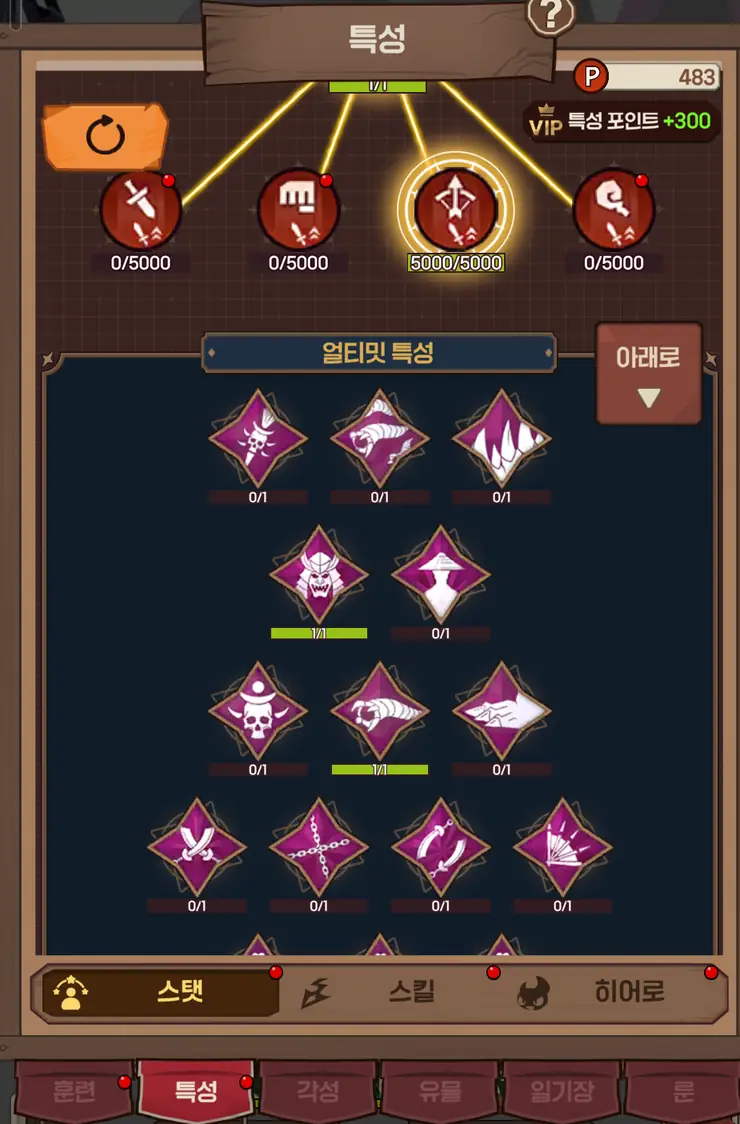 특성
?
1/1
P 483
VIP 특성 포인트 +300
0/5000 0/5000 5000/5000 0/5000
얼티밋 특성
아래로
0/1 0/1 0/1
1/1 0/1
0/1 1/1 0/1
0/1 0/1 0/1 0/1
스탯 스킬 히어로
훈련 특성 각성 유물 일기장 룬